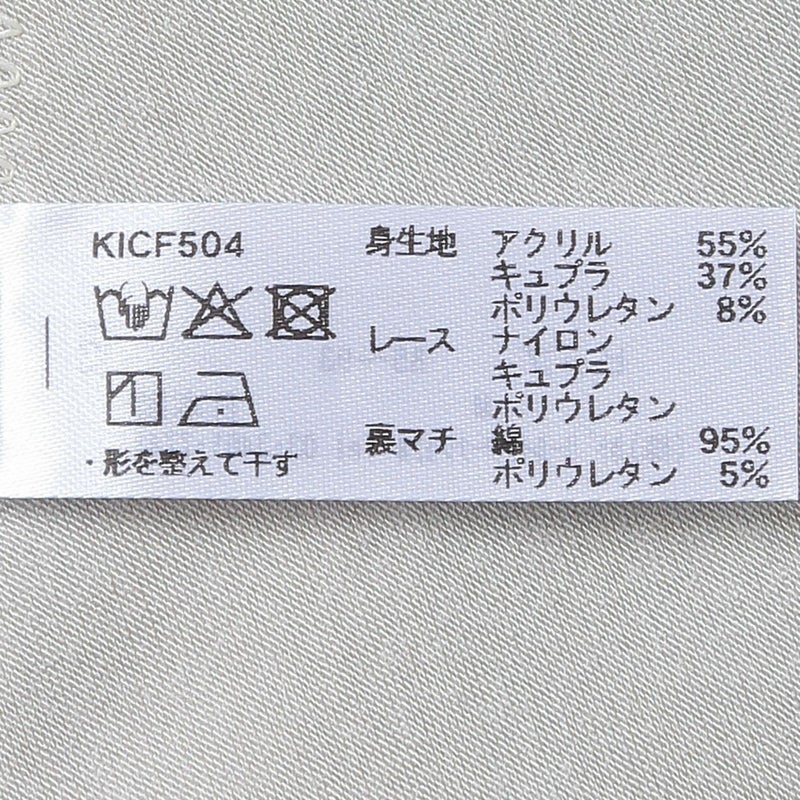 KICF504
・形を整えて干す
身生地 アクリル 55%
キュプラ 37%
ポリウレタン 8%
レース ナイロン
キュプラ
ポリウレタン
裏マチ 綿 95%
ポリウレタン 5%